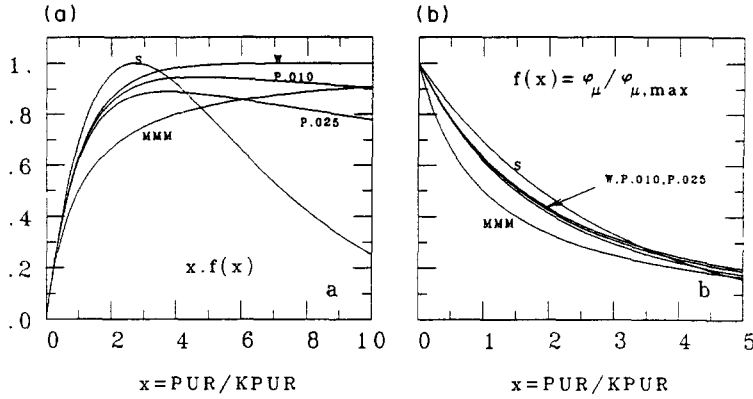 (a)
1.
.8
.6
.4
.2
.0
S
W
P.010
P.025
MMM
x.f(x)
a
0 2 4 6 8 10
x=PUR/KPUR
(b)
f(x)=φμ/φμ,max
S
W,P.010,P.025
MMM
b
0 1 2 3 4 5
x=PUR/KPUR